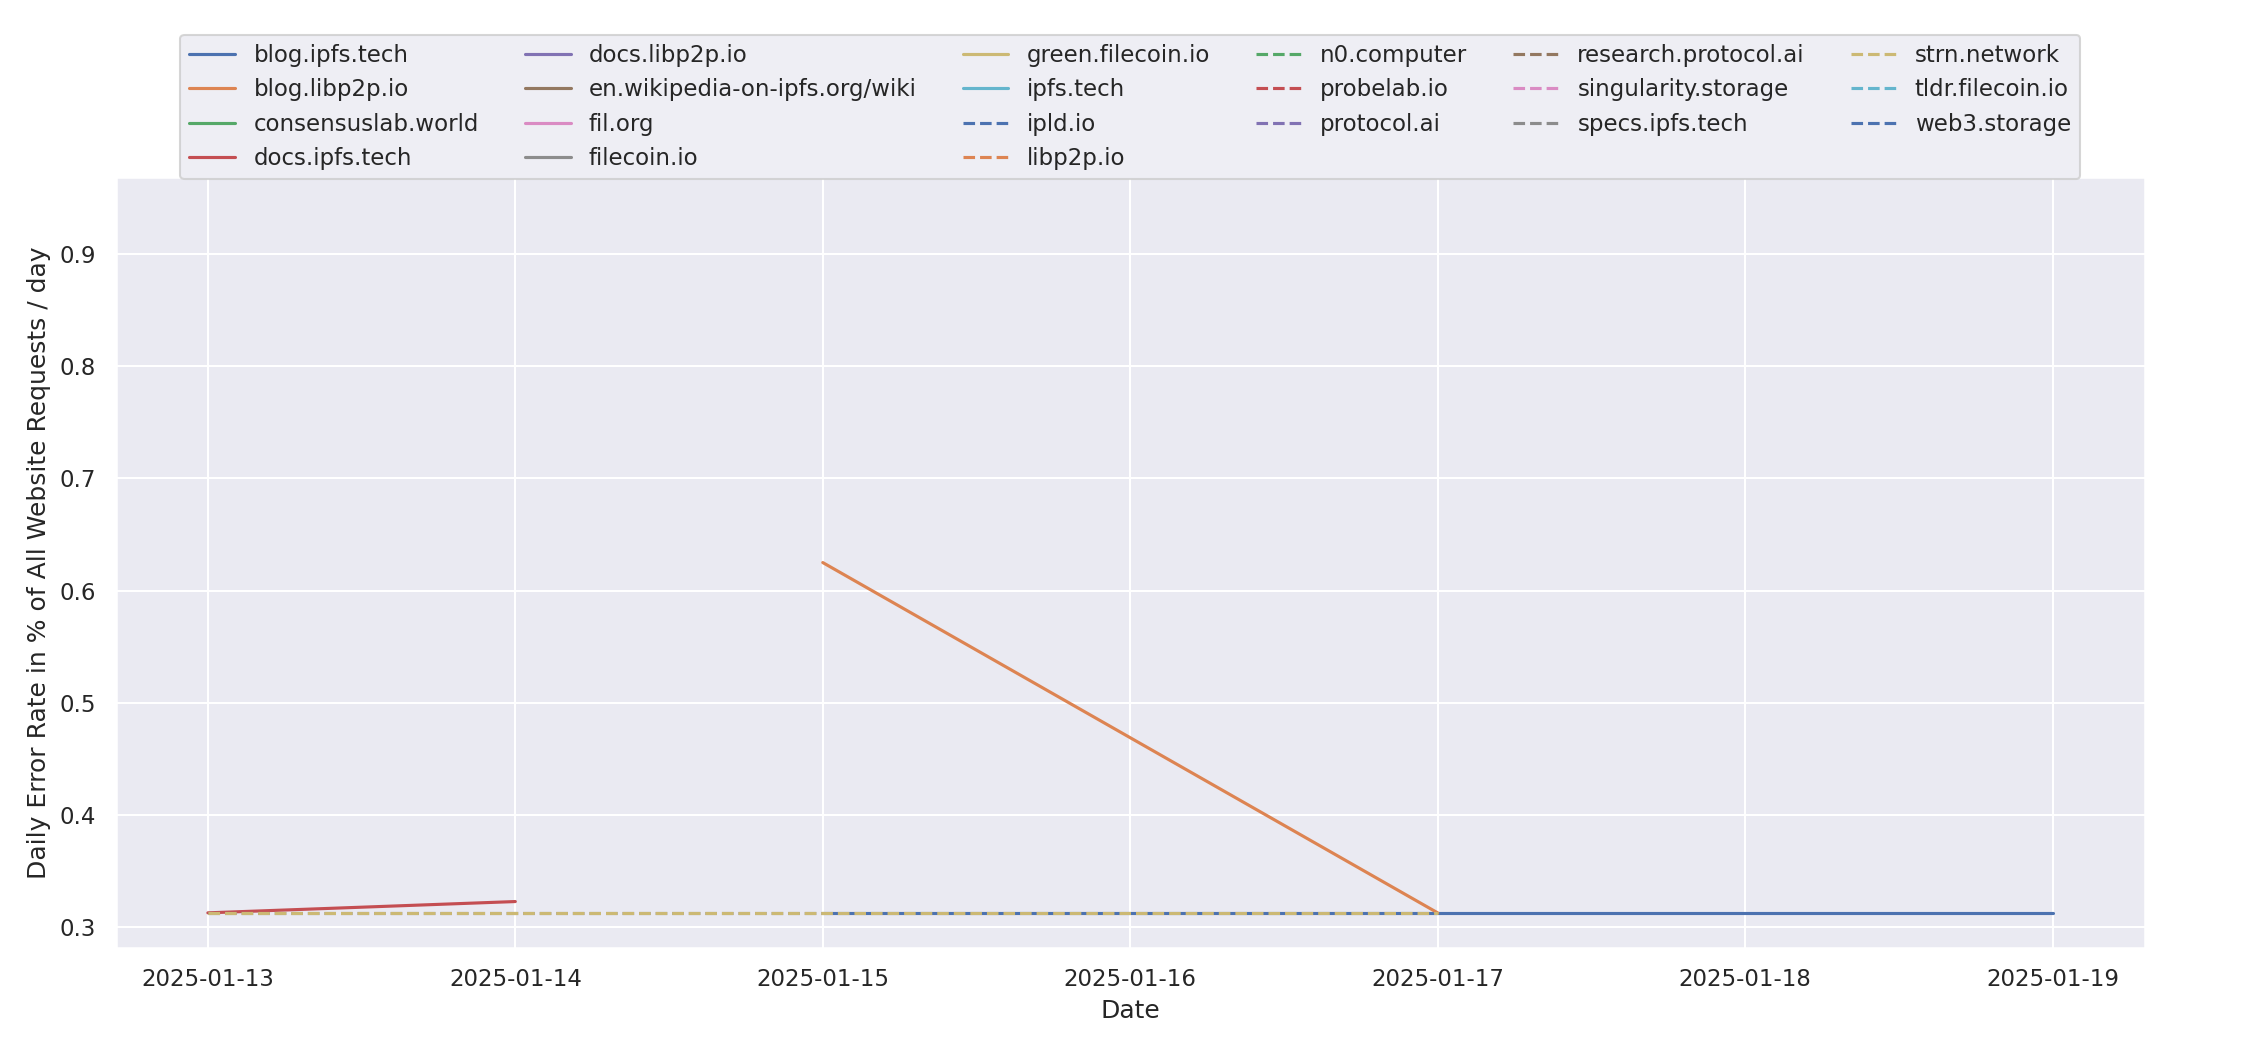 blog.ipfs.tech
blog.libp2p.io
consensuslab.world
docs.ipfs.tech
docs.libp2p.io
en.wikipedia-on-ipfs.org/wiki
fil.org
filecoin.io
green.filecoin.io
ipfs.tech
ipld.io
libp2p.io
n0.computer
probelab.io
protocol.ai
research.protocol.ai
singularity.storage
specs.ipfs.tech
strn.network
tldr.filecoin.io
web3.storage
Daily Error Rate in % of All Website Requests / day
0.9
0.8
0.7
0.6
0.5
0.4
0.3
2025-01-13
2025-01-14
2025-01-15
2025-01-16
2025-01-17
2025-01-18
2025-01-19
Date